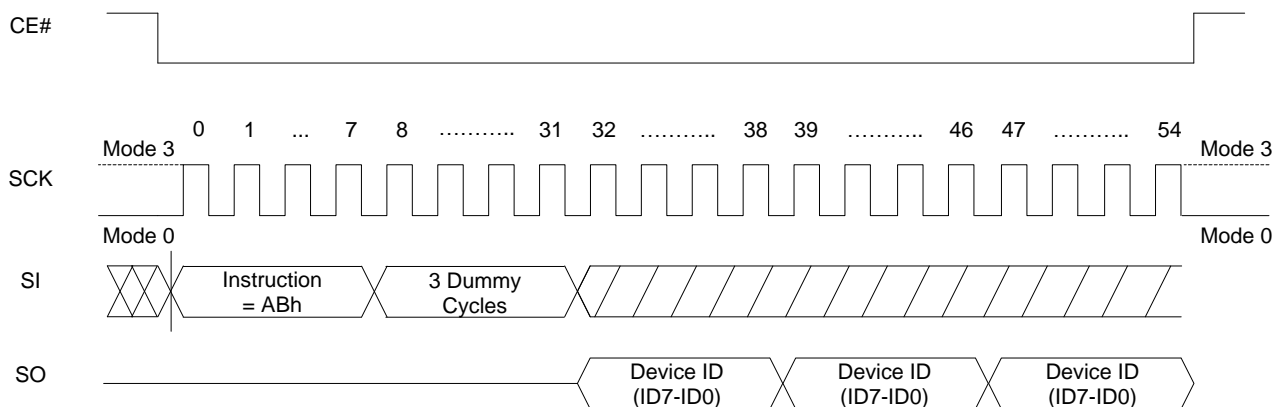 CE#
0 1 ... 7 8 ……….. 31 32 ……….. 38 39 ……….. 46 47 ……….. 54
Mode 3 Mode 3
SCK
Mode 0 Mode 0
SI
Instruction
= ABh
3 Dummy
Cycles
SO
Device ID
(ID7-ID0)
Device ID
(ID7-ID0)
Device ID
(ID7-ID0)